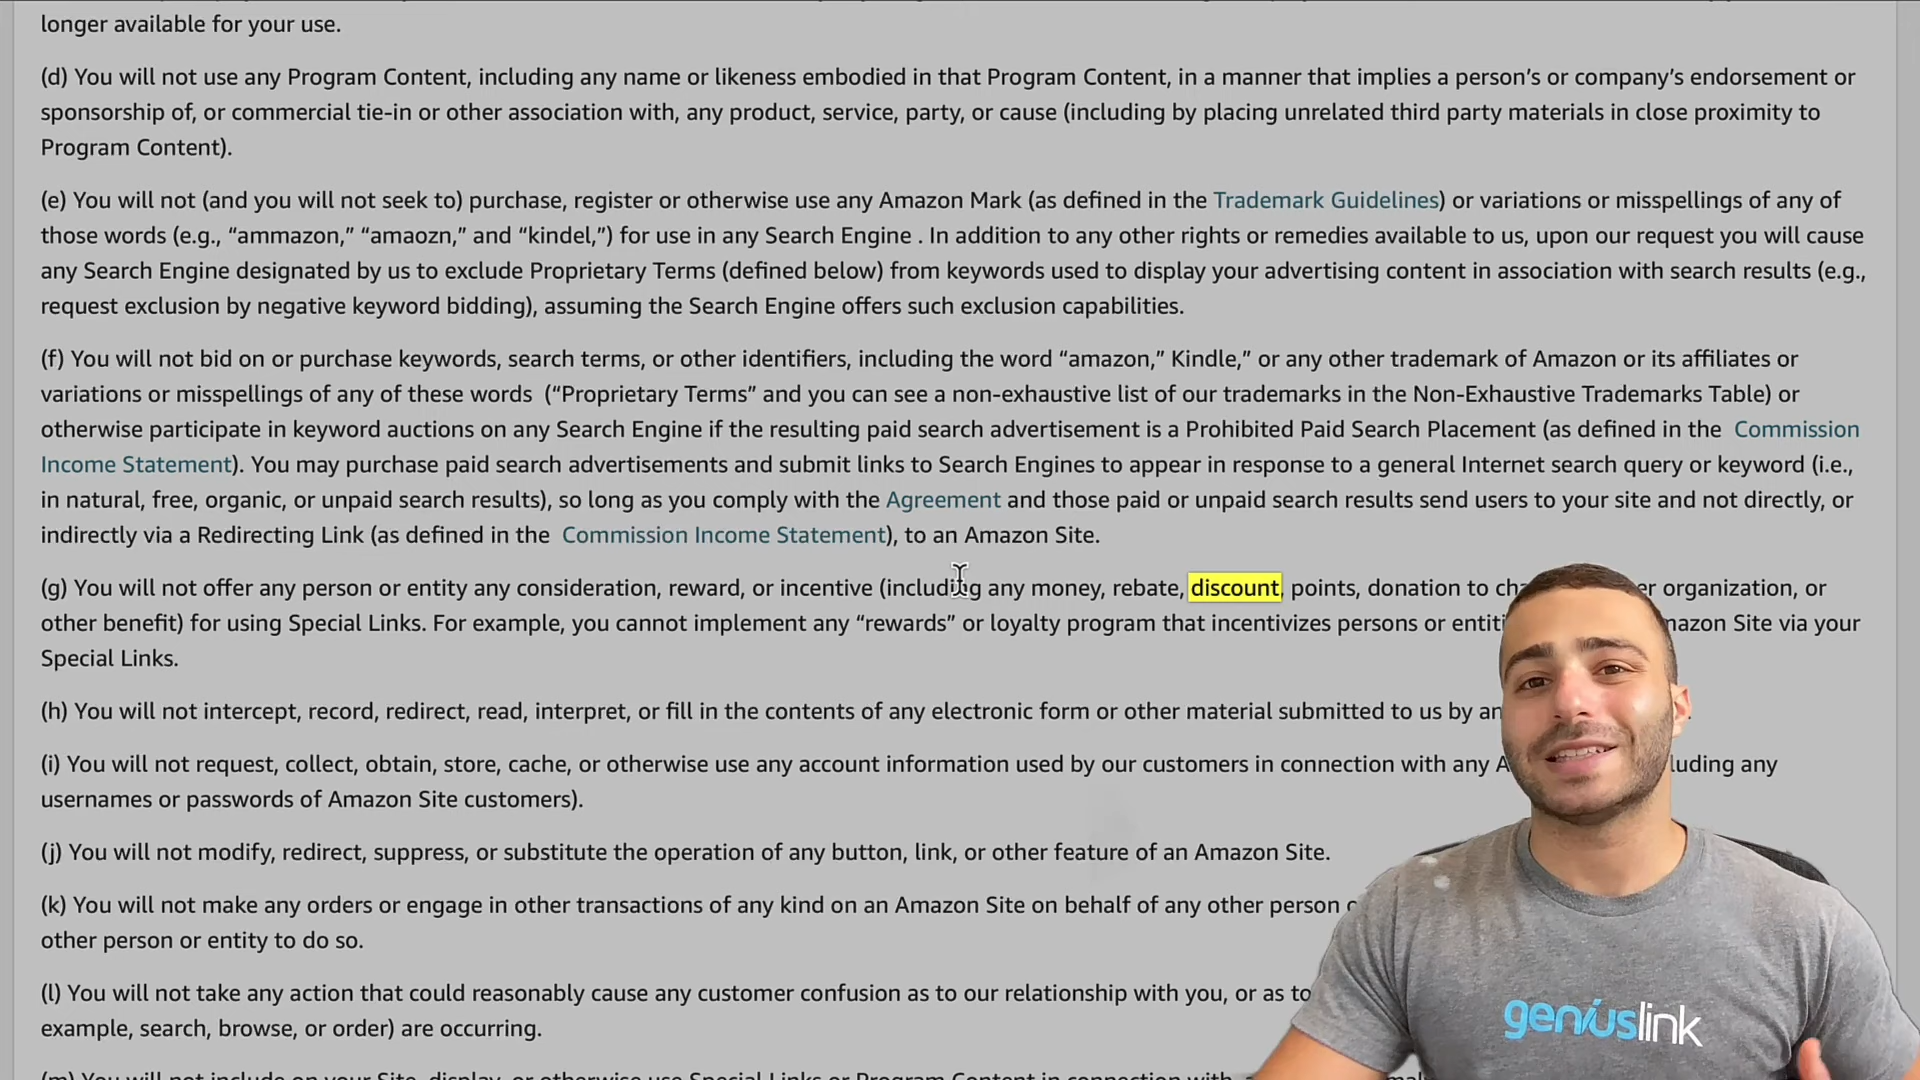 longer available for your use.
(d) You will not use any Program Content, including any name or likeness embodied in that Program Content, in a manner that implies a person’s or company’s endorsement or
sponsorship of, or commercial tie-in or other association with, any product, service, party, or cause (including by placing unrelated third party materials in close proximity to
Program Content).
(e) You will not (and you will not seek to) purchase, register or otherwise use any Amazon Mark (as defined in the Trademark Guidelines) or variations or misspellings of any of
those words (e.g., “ammazon,” “amaozn,” and “kindel,”) for use in any Search Engine . In addition to any other rights or remedies available to us, upon our request you will cause
any Search Engine designated by us to exclude Proprietary Terms (defined below) from keywords used to display your advertising content in association with search results (e.g.,
request exclusion by negative keyword bidding), assuming the Search Engine offers such exclusion capabilities.
(f) You will not bid on or purchase keywords, search terms, or other identifiers, including the word “amazon,” Kindle,” or any other trademark of Amazon or its affiliates or
variations or misspellings of any of these words (“Proprietary Terms” and you can see a non-exhaustive list of our trademarks in the Non-Exhaustive Trademarks Table) or
otherwise participate in keyword auctions on any Search Engine if the resulting paid search advertisement is a Prohibited Paid Search Placement (as defined in the Commission
Income Statement). You may purchase paid search advertisements and submit links to Search Engines to appear in response to a general Internet search query or keyword (i.e.,
in natural, free, organic, or unpaid search results), so long as you comply with the Agreement and those paid or unpaid search results send users to your site and not directly, or
indirectly via a Redirecting Link (as defined in the Commission Income Statement), to an Amazon Site.
(g) You will not offer any person or entity any consideration, reward, or incentive (including any money, rebate, discount, points, donation to organization, or
other benefit) for using Special Links. For example, you cannot implement any “rewards” or loyalty program that incentivizes persons or Site via your
Special Links.
(h) You will not intercept, record, redirect, read, interpret, or fill in the contents of any electronic form or other material submitted to us by
(i) You will not request, collect, obtain, store, cache, or otherwise use any account information used by our customers in connection with any any
usernames or passwords of Amazon Site customers).
(j) You will not modify, redirect, suppress, or substitute the operation of any button, link, or other feature of an Amazon Site.
(k) You will not make any orders or engage in other transactions of any kind on an Amazon Site on behalf of any other person
other person or entity to do so.
(l) You will not take any action that could reasonably cause any customer confusion as to our relationship with you, or as to
example, search, browse, or order) are occurring.
geniuslink